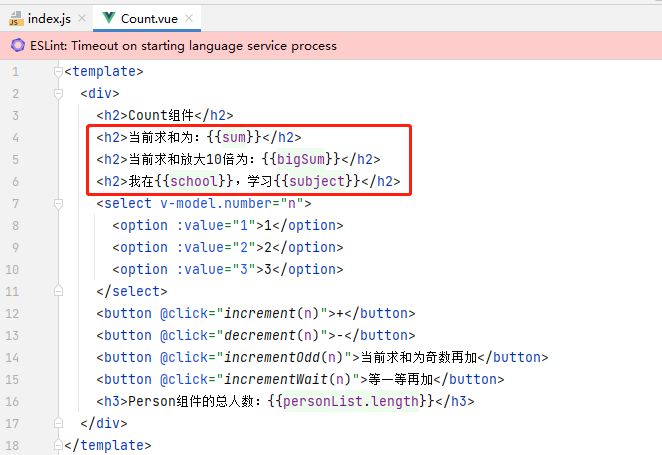 index.js
Count.vue
ESLint: Timeout on starting language service process
1 <template>
2 <div>
3 <h2>Count组件</h2>
4 <h2>当前求和为：{{sum}}</h2>
5 <h2>当前求和放大10倍为：{{bigSum}}</h2>
6 <h2>我在{{school}}，学习{{subject}}</h2>
7 <select v-model.number="n">
8 <option :value="1">1</option>
9 <option :value="2">2</option>
10 <option :value="3">3</option>
11 </select>
12 <button @click="increment(n)">+</button>
13 <button @click="decrement(n)">-</button>
14 <button @click="incrementOdd(n)">当前求和为奇数再加</button>
15 <button @click="incrementWait(n)">等一等再加</button>
16 <h3>Person组件的总人数：{{personList.length}}</h3>
17 </div>
18 </template>